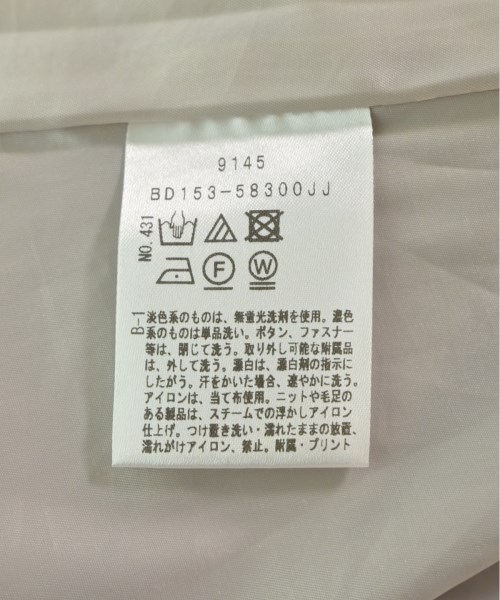 9145
BD153-58300JJ
NO.431
F
W
B-1
淡色系のものは、無蛍光洗剤を使用。濃色
系のものは単品洗い。ボタン、ファスナー
等は、閉じて洗う。取り外し可能な附属品
は、外して洗う。漂白は、漂白剤の指示に
したがう。汗をかいた場合、速やかに洗う。
アイロンは、当て布使用。ニットや毛足の
ある製品は、スチームでの浮かしアイロン
仕上げ。つけ置き洗い・濡れたままの放置、
濡れがけアイロン、禁止。附属・プリント